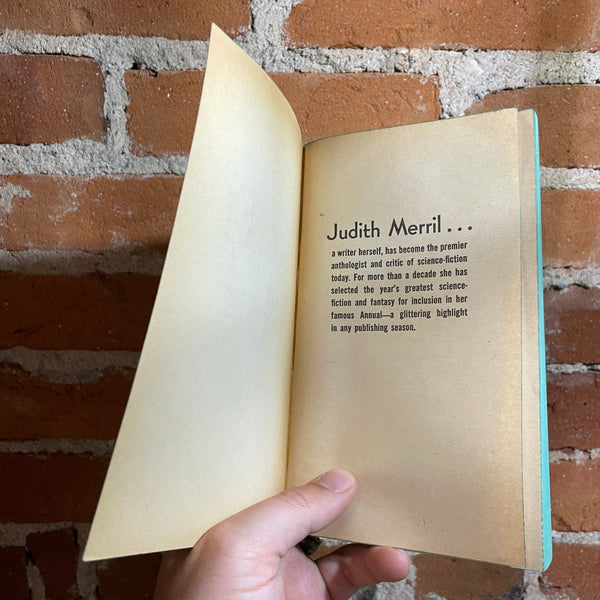 Judith Merril...
a writer herself, has become the premier
anthologist and critic of science-fiction
today. For more than a decade she has
selected the year's greatest science-
fiction and fantasy for inclusion in her
famous Annual—a glittering highlight
in any publishing season.